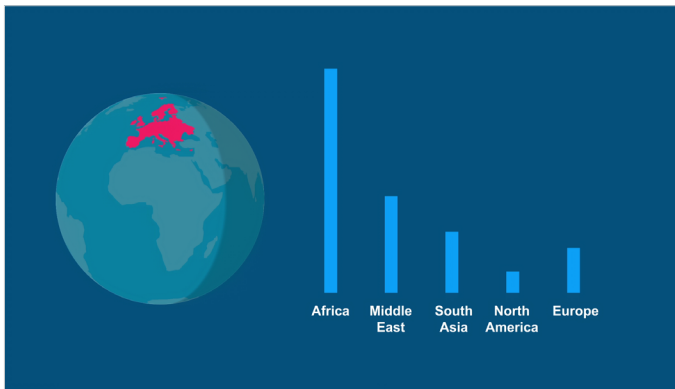 Africa
Middle
East
South
Asia
North
America
Europe